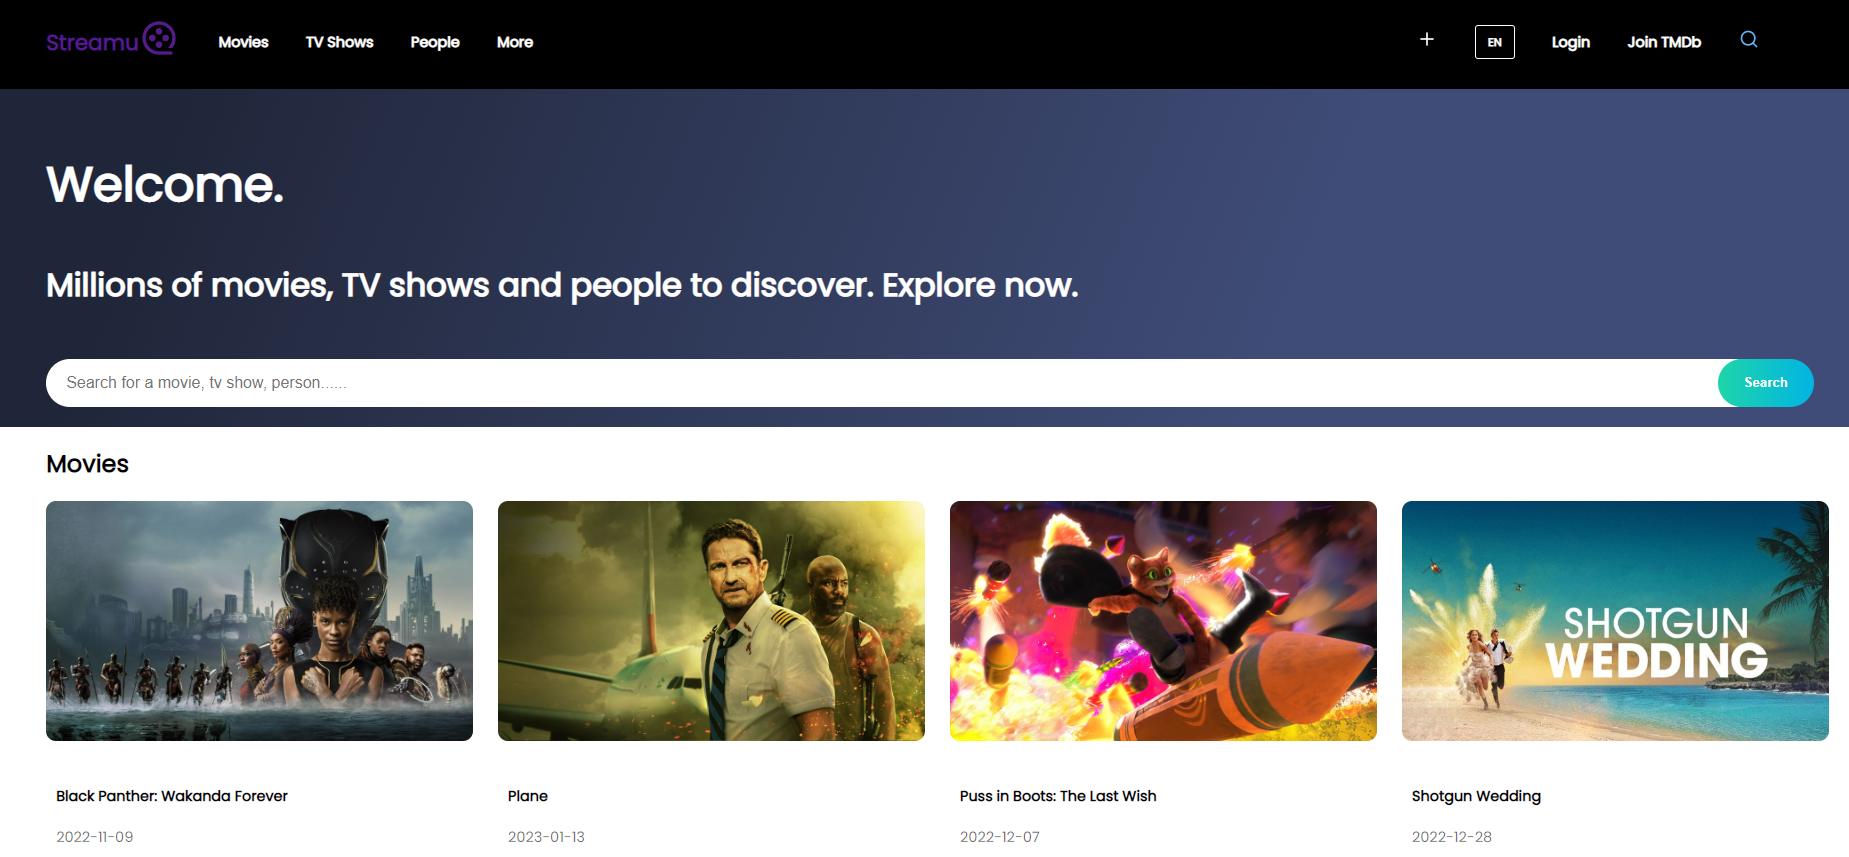 Streamu
Movies
TV Shows
People
More
+
EN
Login
Join TMDb
Welcome.
Millions of movies, TV shows and people to discover. Explore now.
Search for a movie, tv show, person......
Search
Movies
SHOTGUN
WEDDING
Black Panther: Wakanda Forever
Plane
Puss in Boots: The Last Wish
Shotgun Wedding
2022-11-09
2023-01-13
2022-12-07
2022-12-28